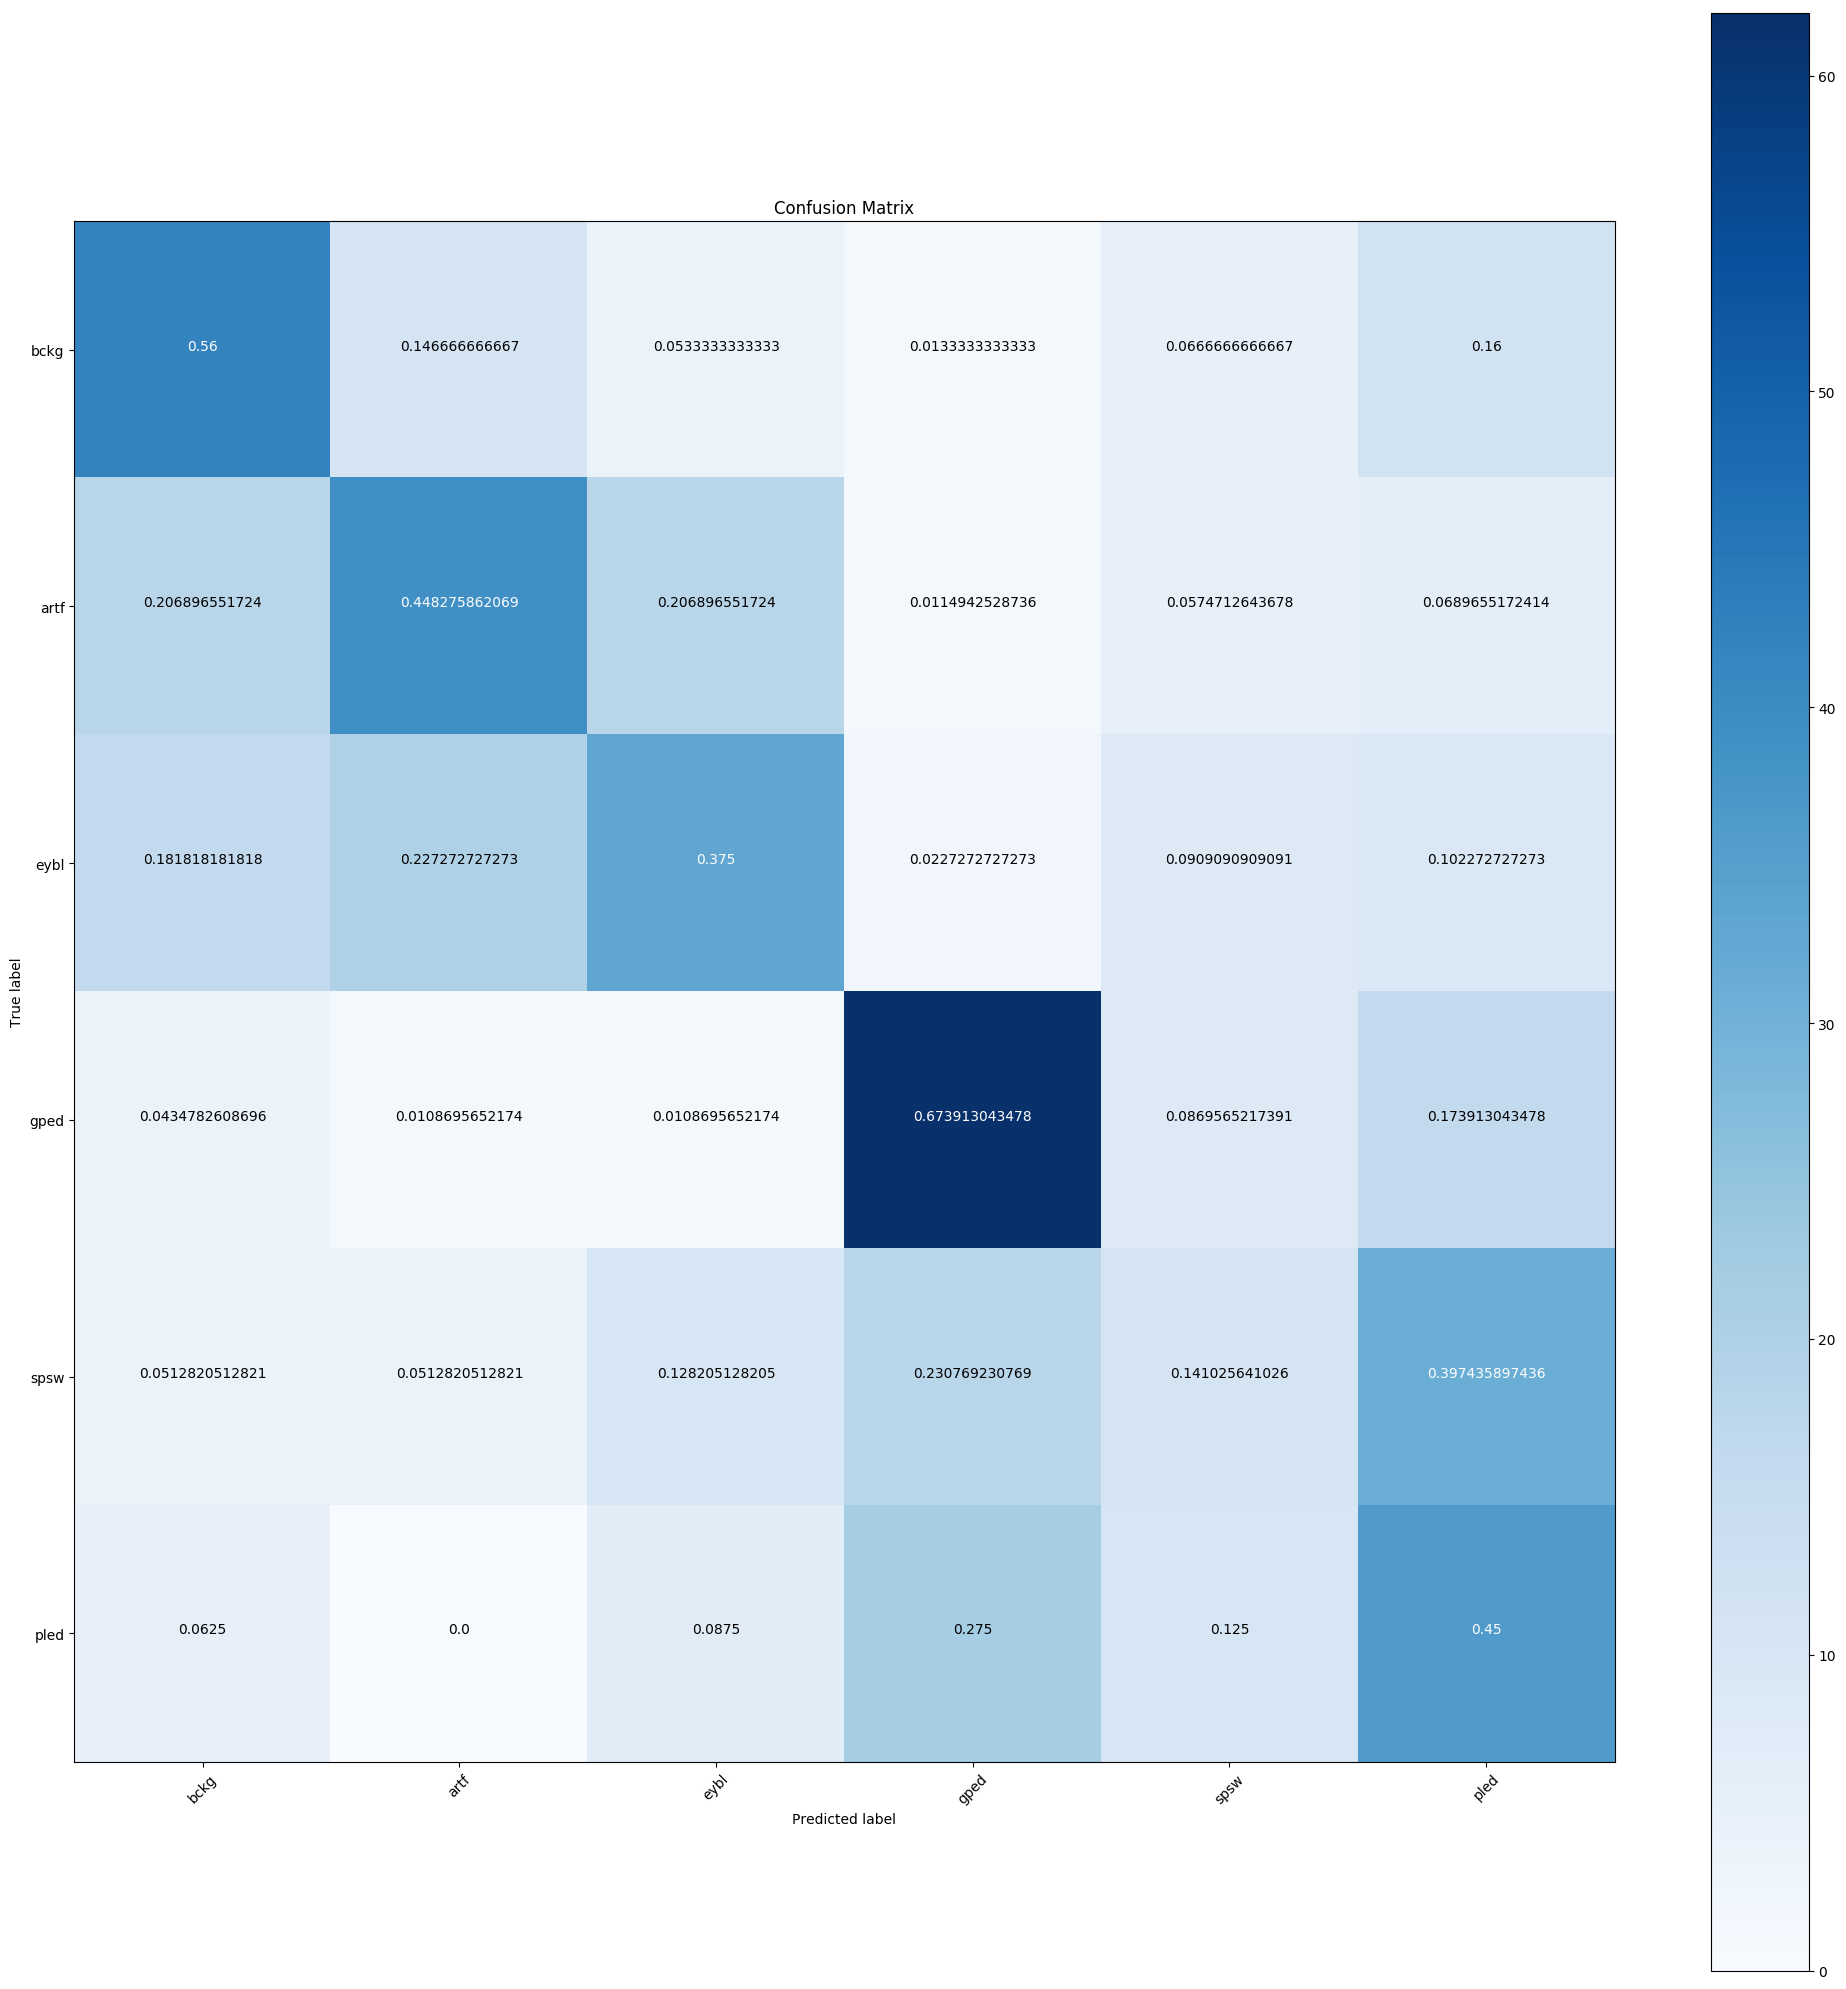 Confusion Matrix
bckg 0.56 0.146666666667 0.0533333333333 0.0133333333333 0.0666666666667 0.16
artf 0.206896551724 0.448275862069 0.206896551724 0.0114942528736 0.0574712643678 0.0689655172414
eybl 0.181818181818 0.227272727273 0.375 0.0227272727273 0.0909090909091 0.102272727273
gped 0.0434782608696 0.0108695652174 0.0108695652174 0.673913043478 0.0869565217391 0.173913043478
spsw 0.0512820512821 0.0512820512821 0.128205128205 0.230769230769 0.141025641026 0.397435897436
pled 0.0625 0.0 0.0875 0.275 0.125 0.45
bckg artf eybl gped spsw pled
Predicted label
True label
60
50
40
30
20
10
0